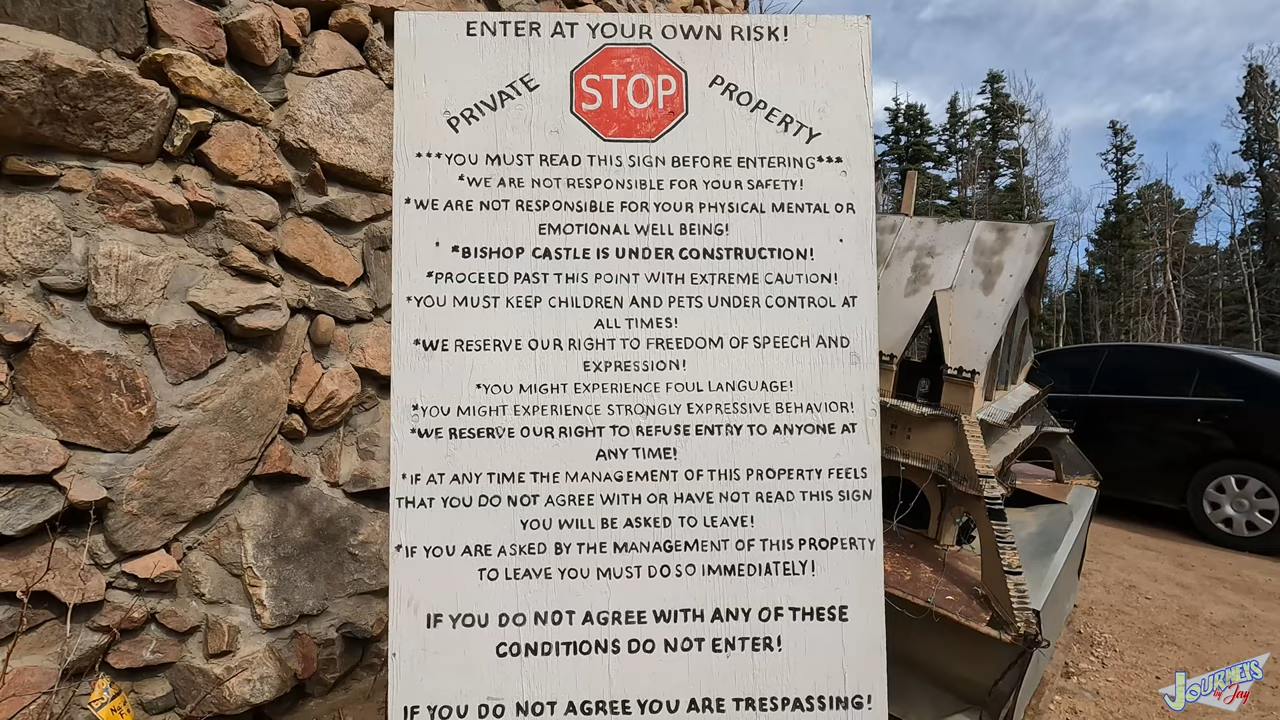 ENTER AT YOUR OWN RISK!
PRIVATE STOP PROPERTY
***YOU MUST READ THIS SIGN BEFORE ENTERING***
*WE ARE NOT RESPONSIBLE FOR YOUR SAFETY!
*WE ARE NOT RESPONSIBLE FOR YOUR PHYSICAL MENTAL OR
EMOTIONAL WELL BEING!
*BISHOP CASTLE IS UNDER CONSTRUCTION!
*PROCEED PAST THIS POINT WITH EXTREME CAUTION!
*YOU MUST KEEP CHILDREN AND PETS UNDER CONTROL AT
ALL TIMES!
*WE RESERVE OUR RIGHT TO FREEDOM OF SPEECH AND
EXPRESSION!
*YOU MIGHT EXPERIENCE FOUL LANGUAGE!
*YOU MIGHT EXPERIENCE STRONGLY EXPRESSIVE BEHAVIOR!
*WE RESERVE OUR RIGHT TO REFUSE ENTRY TO ANYONE AT
ANY TIME!
*IF AT ANY TIME THE MANAGEMENT OF THIS PROPERTY FEELS
THAT YOU DO NOT AGREE WITH OR HAVE NOT READ THIS SIGN
YOU WILL BE ASKED TO LEAVE!
*IF YOU ARE ASKED BY THE MANAGEMENT OF THIS PROPERTY
TO LEAVE YOU MUST DO SO IMMEDIATELY!
IF YOU DO NOT AGREE WITH ANY OF THESE
CONDITIONS DO NOT ENTER!
IF YOU DO NOT AGREE YOU ARE TRESPASSING!
JOURNEYS
by Jay